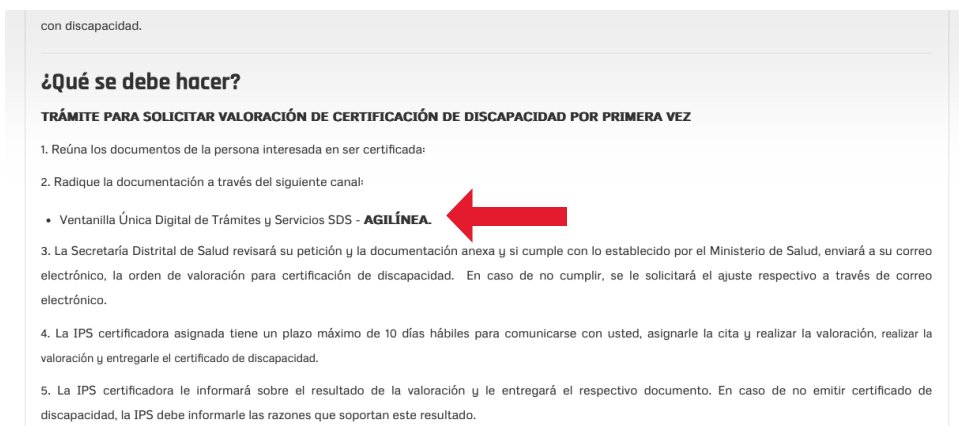 con discapacidad.
¿Qué se debe hacer?
TRÁMITE PARA SOLICITAR VALORACIÓN DE CERTIFICACIÓN DE DISCAPACIDAD POR PRIMERA VEZ
1. Reúna los documentos de la persona interesada en ser certificada:
2. Radique la documentación a través del siguiente canal:
• Ventanilla Única Digital de Trámites y Servicios SDS - AGILÍNEA.
3. La Secretaría Distrital de Salud revisará su petición y la documentación anexa y si cumple con lo establecido por el Ministerio de Salud, enviará a su correo
electrónico, la orden de valoración para certificación de discapacidad. En caso de no cumplir, se le solicitará el ajuste respectivo a través de correo
electrónico.
4. La IPS certificadora asignada tiene un plazo máximo de 10 días hábiles para comunicarse con usted, asignarle la cita y realizar la valoración, realizar la
valoración y entregarle el certificado de discapacidad.
5. La IPS certificadora le informará sobre el resultado de la valoración y le entregará el respectivo documento. En caso de no emitir certificado de
discapacidad, la IPS debe informarle las razones que soportan este resultado.